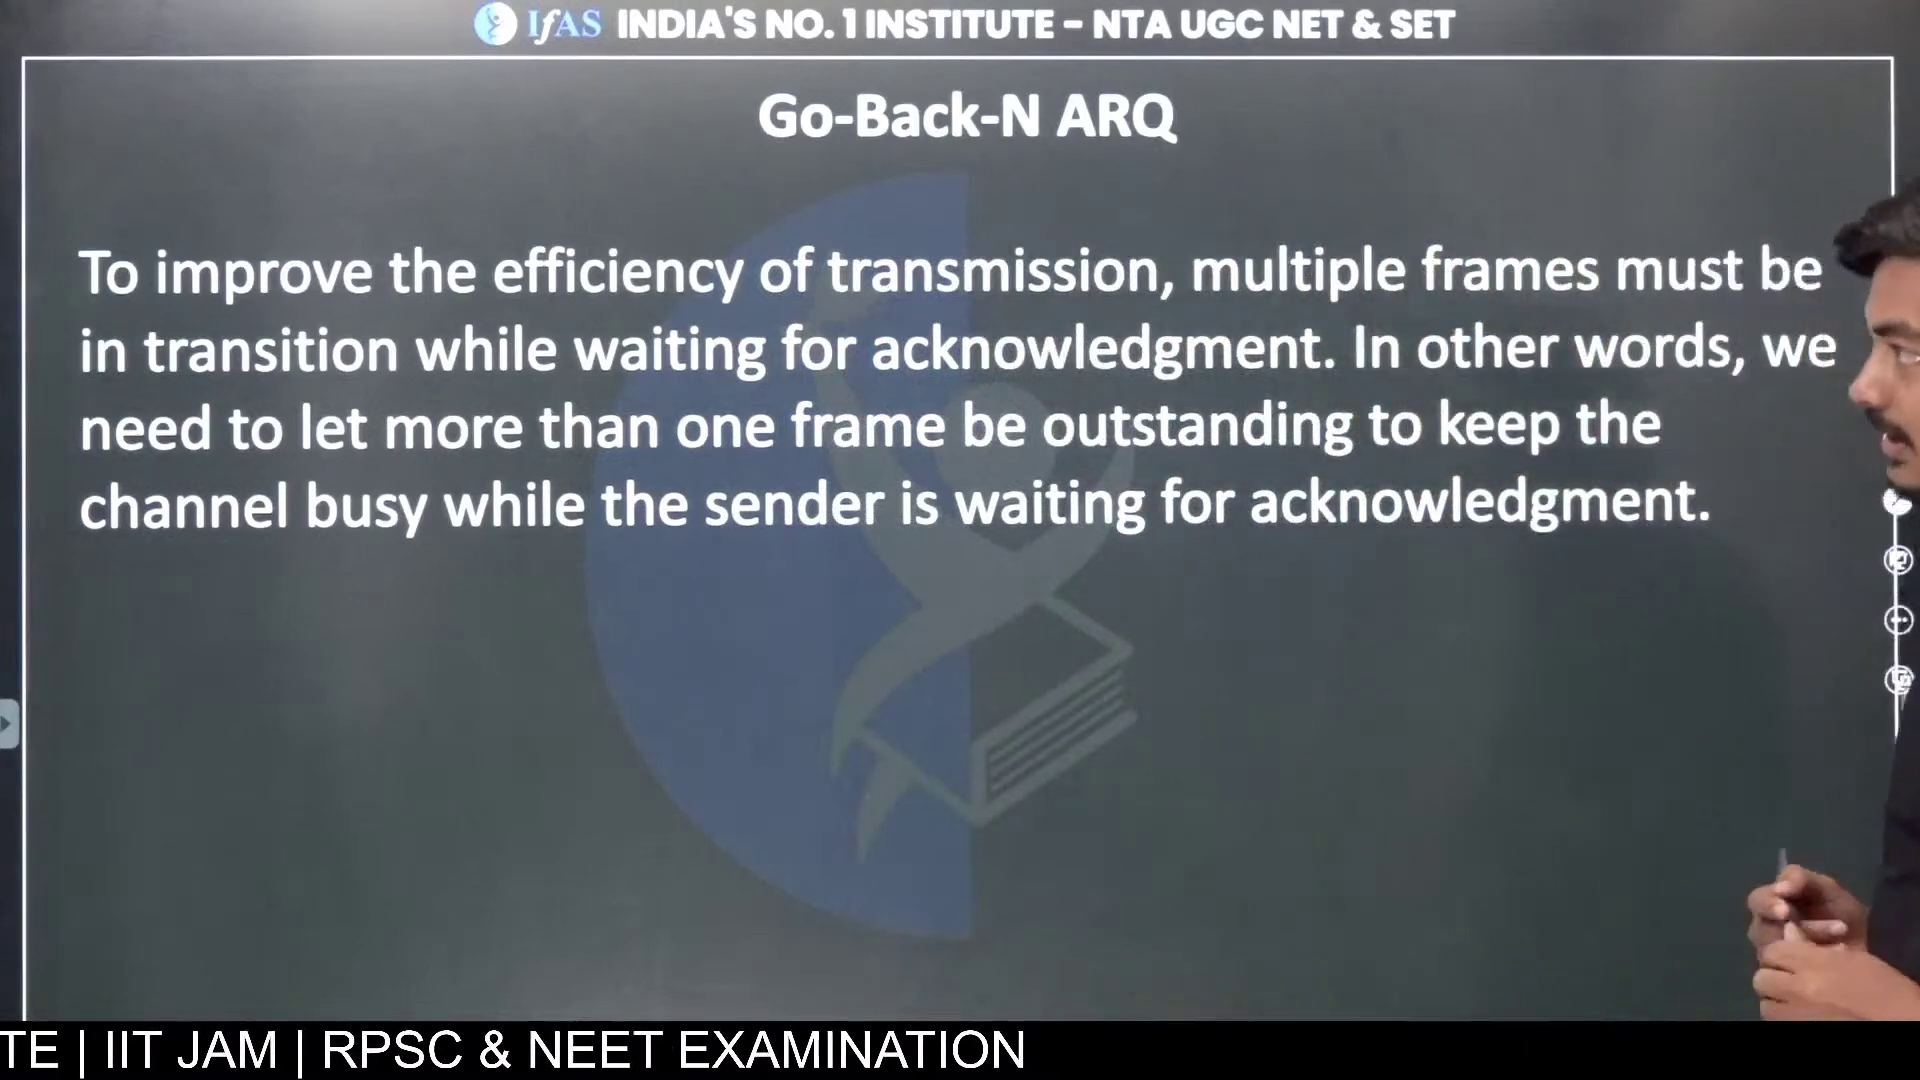 IfAS INDIA'S NO. 1 INSTITUTE - NTA UGC NET & SET
Go-Back-N ARQ
To improve the efficiency of transmission, multiple frames must be
in transition while waiting for acknowledgment. In other words, we
need to let more than one frame be outstanding to keep the
channel busy while the sender is waiting for acknowledgment.
TE | IIT JAM | RPSC & NEET EXAMINATION